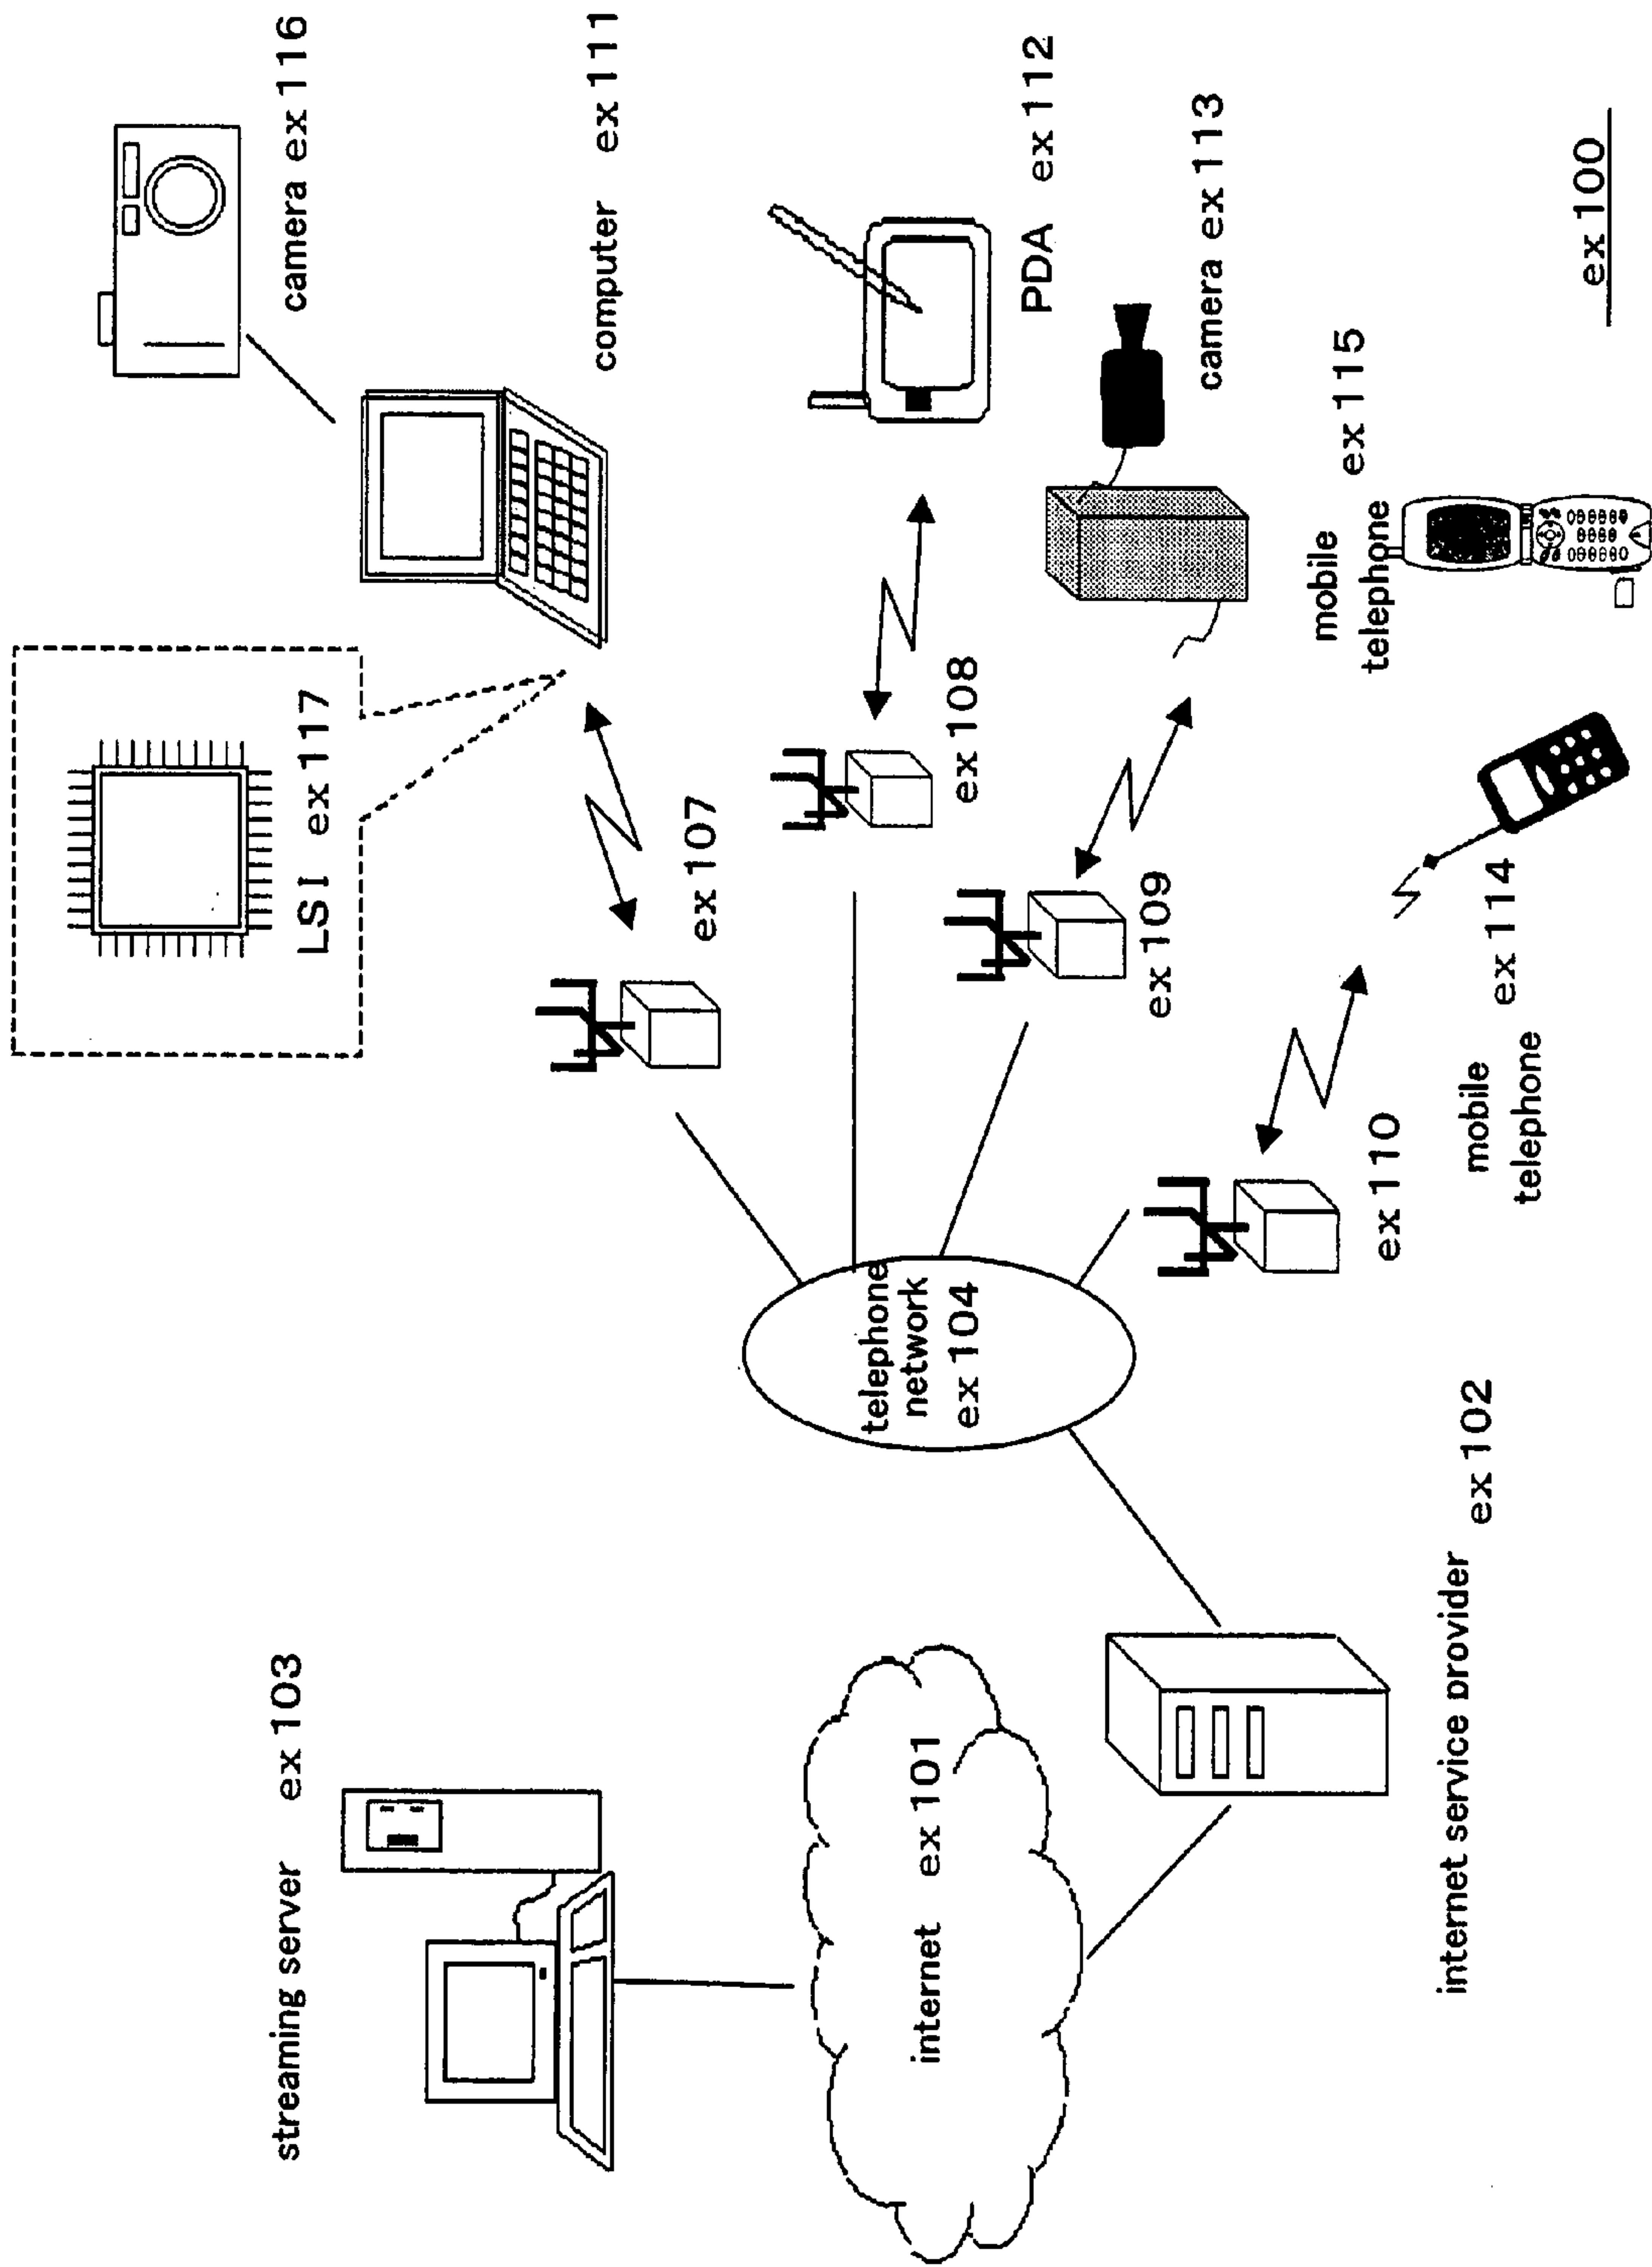 streaming server ex103
internet ex101
internet service provider
ex102
telephone
network
ex104
LSI ex117
camera ex116
computer ex111
ex107
ex108
PDA ex112
ex109
camera ex113
ex110
mobile
telephone
ex114
mobile
telephone
ex115
ex100